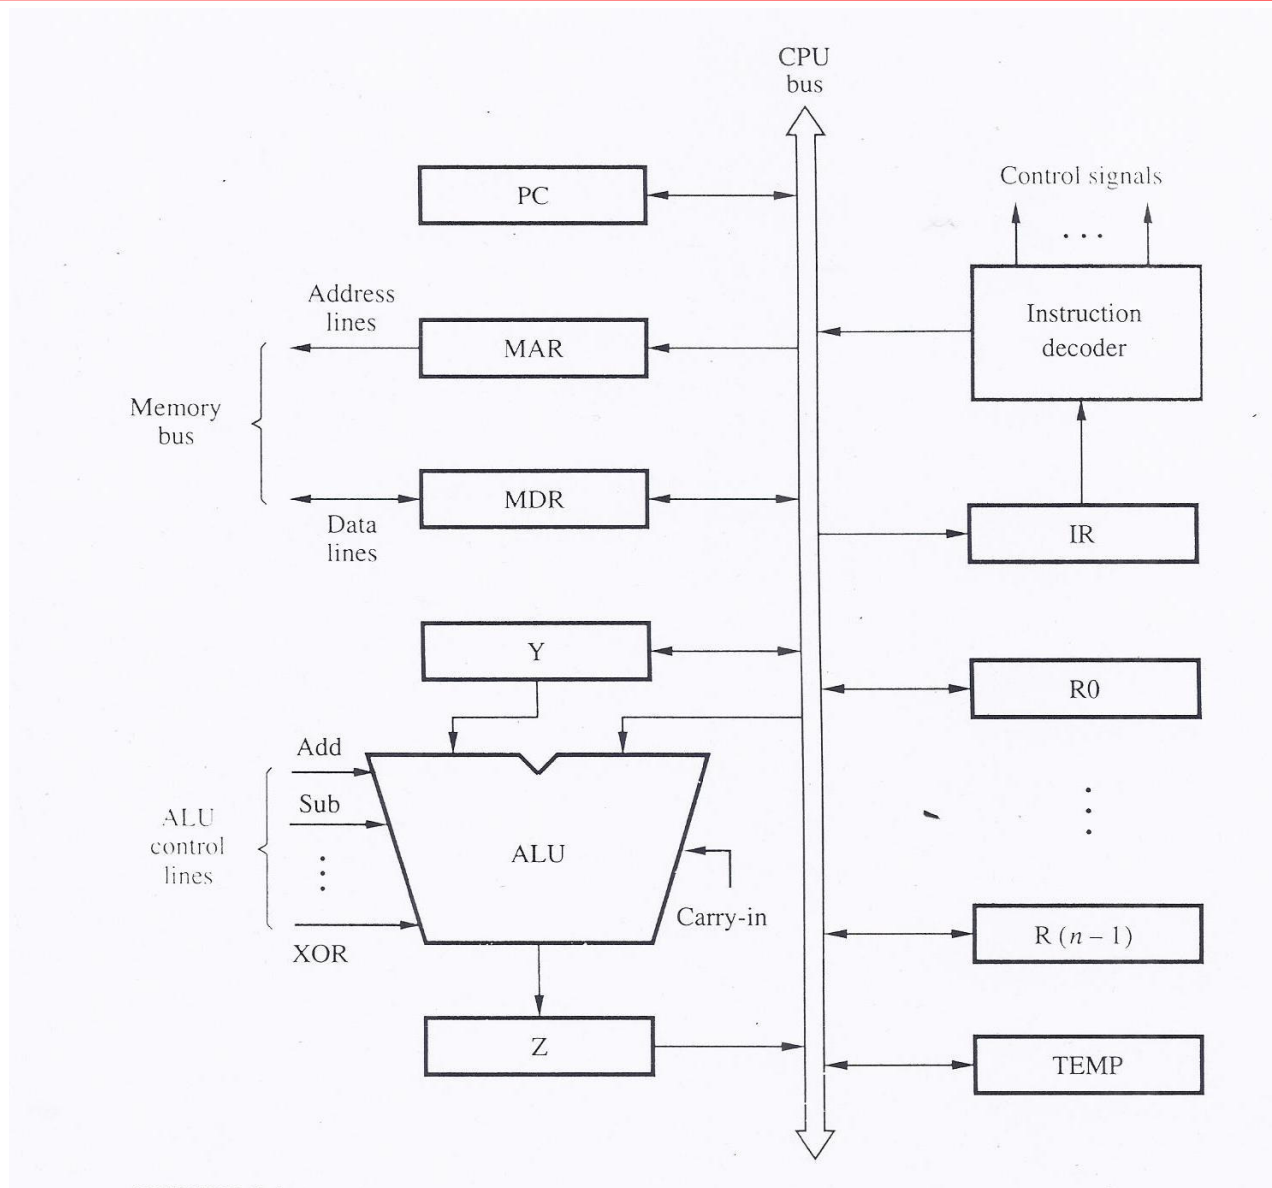 CPU
bus
PC
Control signals
. . .
Address
lines
MAR
Instruction
decoder
Memory
bus
MDR
Data
lines
IR
Y
R0
Add
Sub
ALU
control
lines
ALU
Carry-in
XOR
R (n – 1)
Z
TEMP